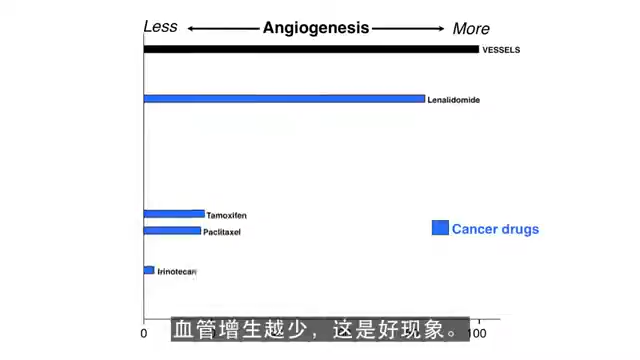 Less Angiogenesis More
VESSELS
Lenalidomide
Tamoxifen
Paclitaxel
Cancer drugs
Irinotecan
血管增生越少，这是好现象。
0 100